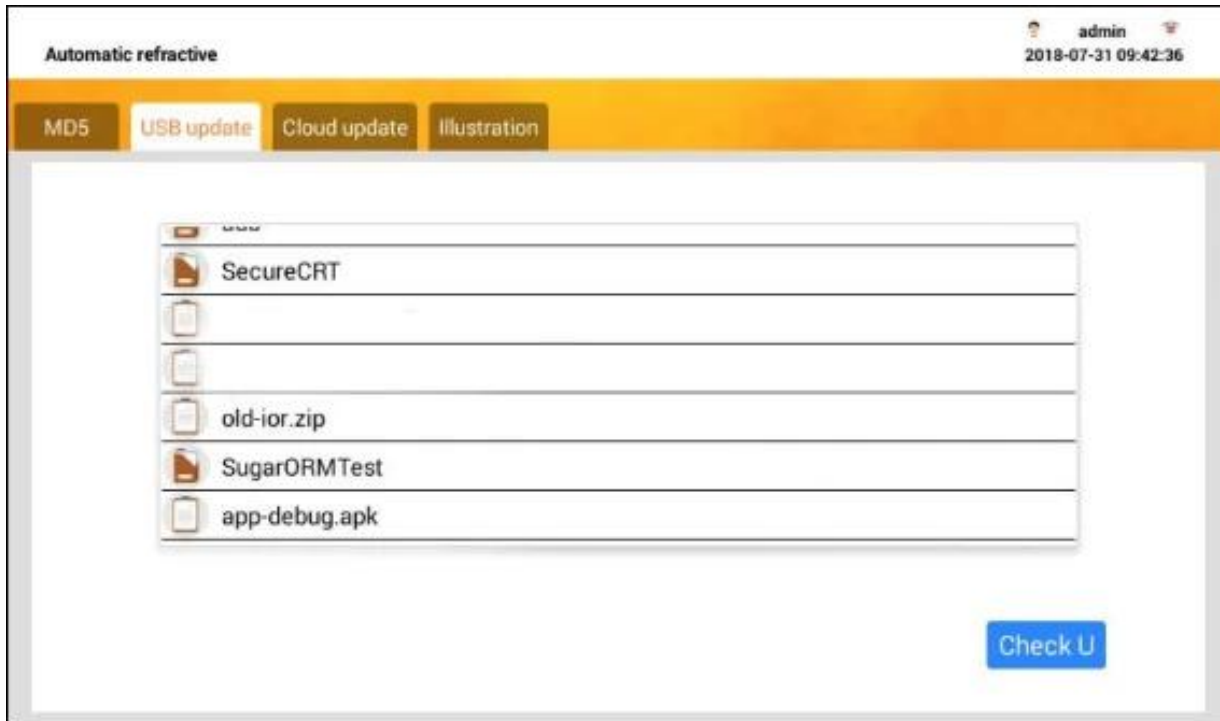 admin
Automatic refractive
2018-07-31 09:42:36
MD5 USB update Cloud update Illustration
SecureCRT
old-ior.zip
SugarORMTest
app-debug.apk
Check U